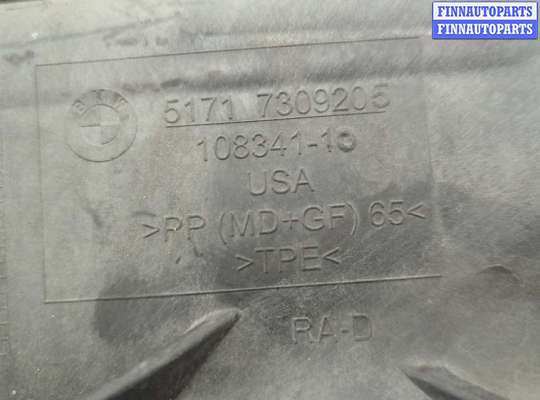 FINNAUTOPARTS
FINNAUTOPARTS
BMW
5171 7309205
108341-10
USA
>PP (MD+GF) 65<
>TPE<
RA-D